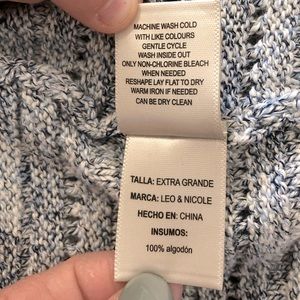 MACHINE WASH COLD
WITH LIKE COLOURS
GENTLE CYCLE
WASH INSIDE OUT
ONLY NON-CHLORINE BLEACH
WHEN NEEDED
RESHAPE LAY FLAT TO DRY
WARM IRON IF NEEDED
CAN BE DRY CLEAN
TALLA: EXTRA GRANDE
MARCA: LEO & NICOLE
HECHO EN: CHINA
INSUMOS:
100% algodón